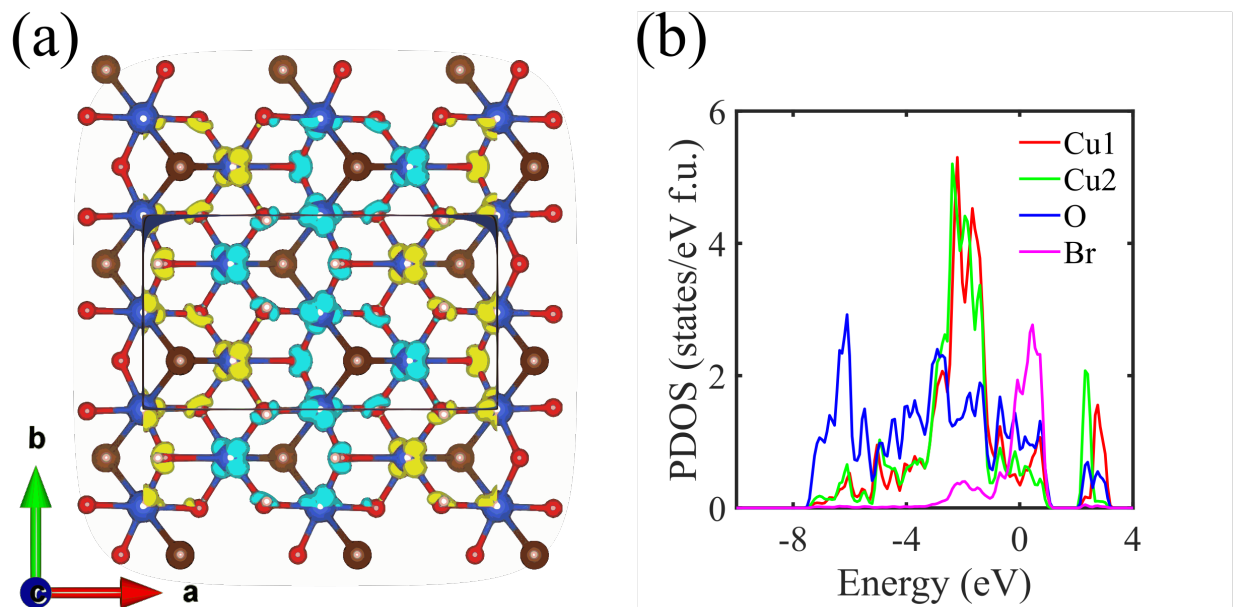 (a)
b
c
a
(b)
PDOS (states/eV f.u.)
6
4
2
0
Cu1
Cu2
O
Br
-8
-4
0
4
Energy (eV)